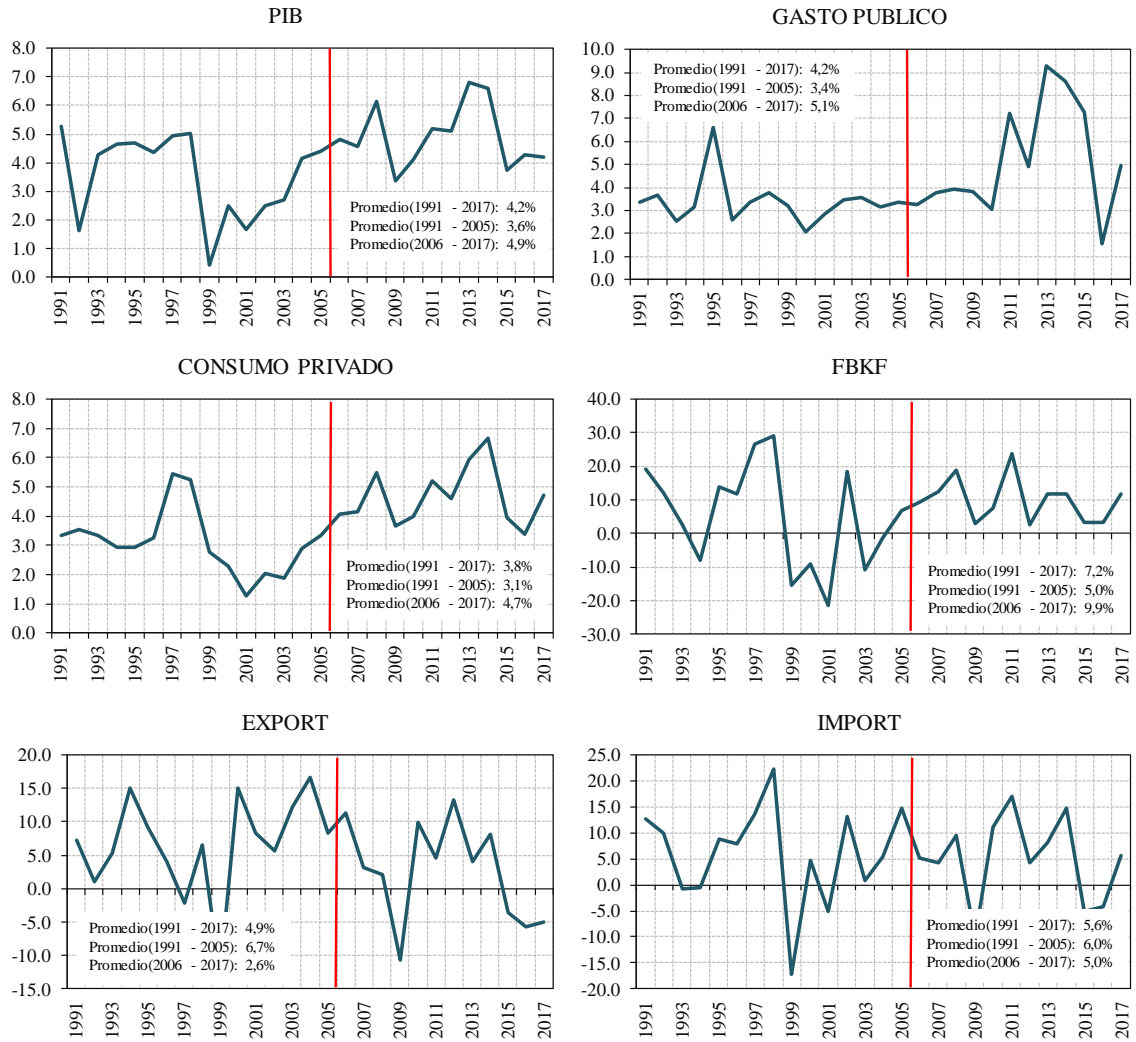 PIB
8.0
7.0
6.0
5.0
4.0
3.0
2.0
1.0
0.0
Promedio(1991 - 2017): 4,2%
Promedio(1991 - 2005): 3,6%
Promedio(2006 - 2017): 4,9%
1991 1993 1995 1997 1999 2001 2003 2005 2007 2009 2011 2013 2015 2017
GASTO PUBLICO
10.0
9.0
8.0
7.0
6.0
5.0
4.0
3.0
2.0
1.0
0.0
Promedio(1991 - 2017): 4,2%
Promedio(1991 - 2005): 3,4%
Promedio(2006 - 2017): 5,1%
1991 1993 1995 1997 1999 2001 2003 2005 2007 2009 2011 2013 2015 2017
CONSUMO PRIVADO
8.0
7.0
6.0
5.0
4.0
3.0
2.0
1.0
0.0
Promedio(1991 - 2017): 3,8%
Promedio(1991 - 2005): 3,1%
Promedio(2006 - 2017): 4,7%
1991 1993 1995 1997 1999 2001 2003 2005 2007 2009 2011 2013 2015 2017
FBKF
40.0
30.0
20.0
10.0
0.0
-10.0
-20.0
-30.0
Promedio(1991 - 2017): 7,2%
Promedio(1991 - 2005): 5,0%
Promedio(2006 - 2017): 9,9%
1991 1993 1995 1997 1999 2001 2003 2005 2007 2009 2011 2013 2015 2017
EXPORT
20.0
15.0
10.0
5.0
0.0
-5.0
-10.0
-15.0
Promedio(1991 - 2017): 4,9%
Promedio(1991 - 2005): 6,7%
Promedio(2006 - 2017): 2,6%
1991 1993 1995 1997 1999 2001 2003 2005 2007 2009 2011 2013 2015 2017
IMPORT
25.0
20.0
15.0
10.0
5.0
0.0
-5.0
-10.0
-15.0
-20.0
Promedio(1991 - 2017): 5,6%
Promedio(1991 - 2005): 6,0%
Promedio(2006 - 2017): 5,0%
1991 1993 1995 1997 1999 2001 2003 2005 2007 2009 2011 2013 2015 2017